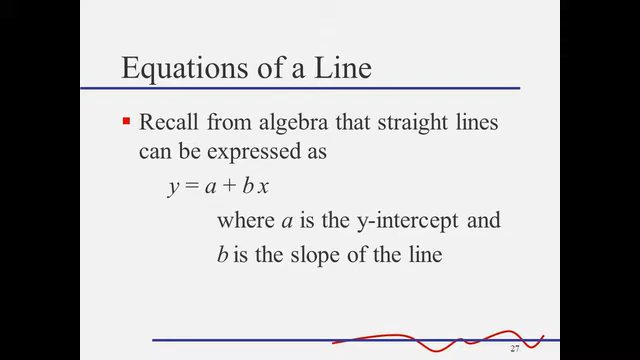 Equations of a Line
Recall from algebra that straight lines
can be expressed as
y = a + b x
where a is the y-intercept and
b is the slope of the line
27